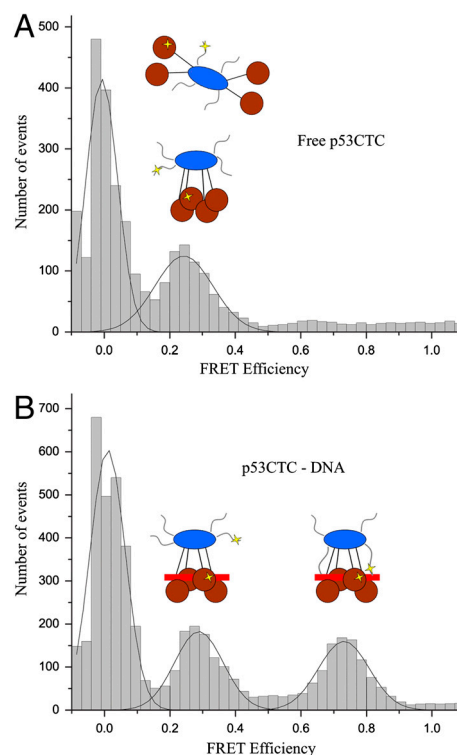 A
500
400
300
200
100
0
Number of events
Free p53CTC
0.0 0.2 0.4 0.6 0.8 1.0
FRET Efficiency
B
700
600
500
400
300
200
100
0
Number of events
p53CTC - DNA
0.0 0.2 0.4 0.6 0.8 1.0
FRET Efficiency